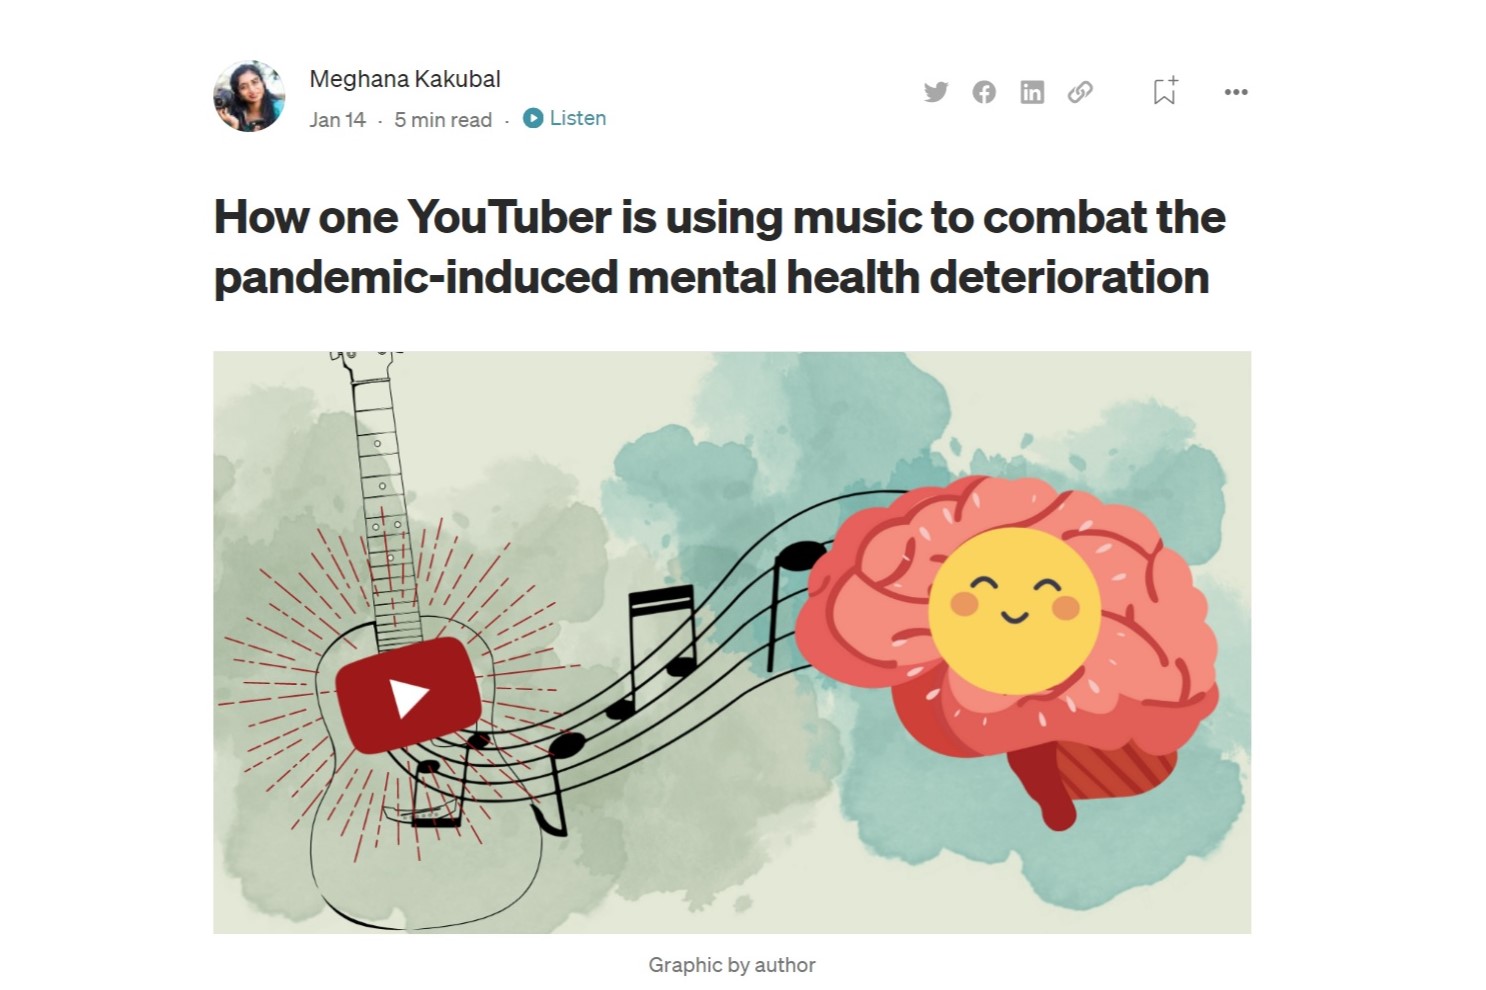 Meghana Kakubal
Jan 14 · 5 min read · Listen
How one YouTuber is using music to combat the
pandemic-induced mental health deterioration
Graphic by author